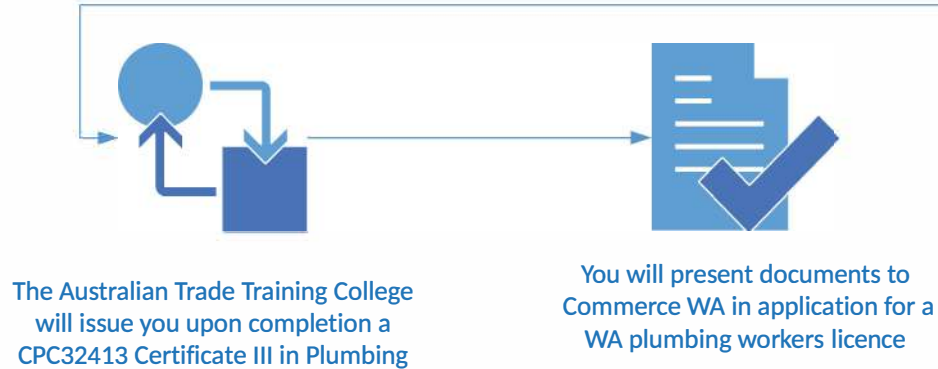 The Australian Trade Training College
will issue you upon completion a
CPC32413 Certificate III in Plumbing
You will present documents to
Commerce WA in application for a
WA plumbing workers licence